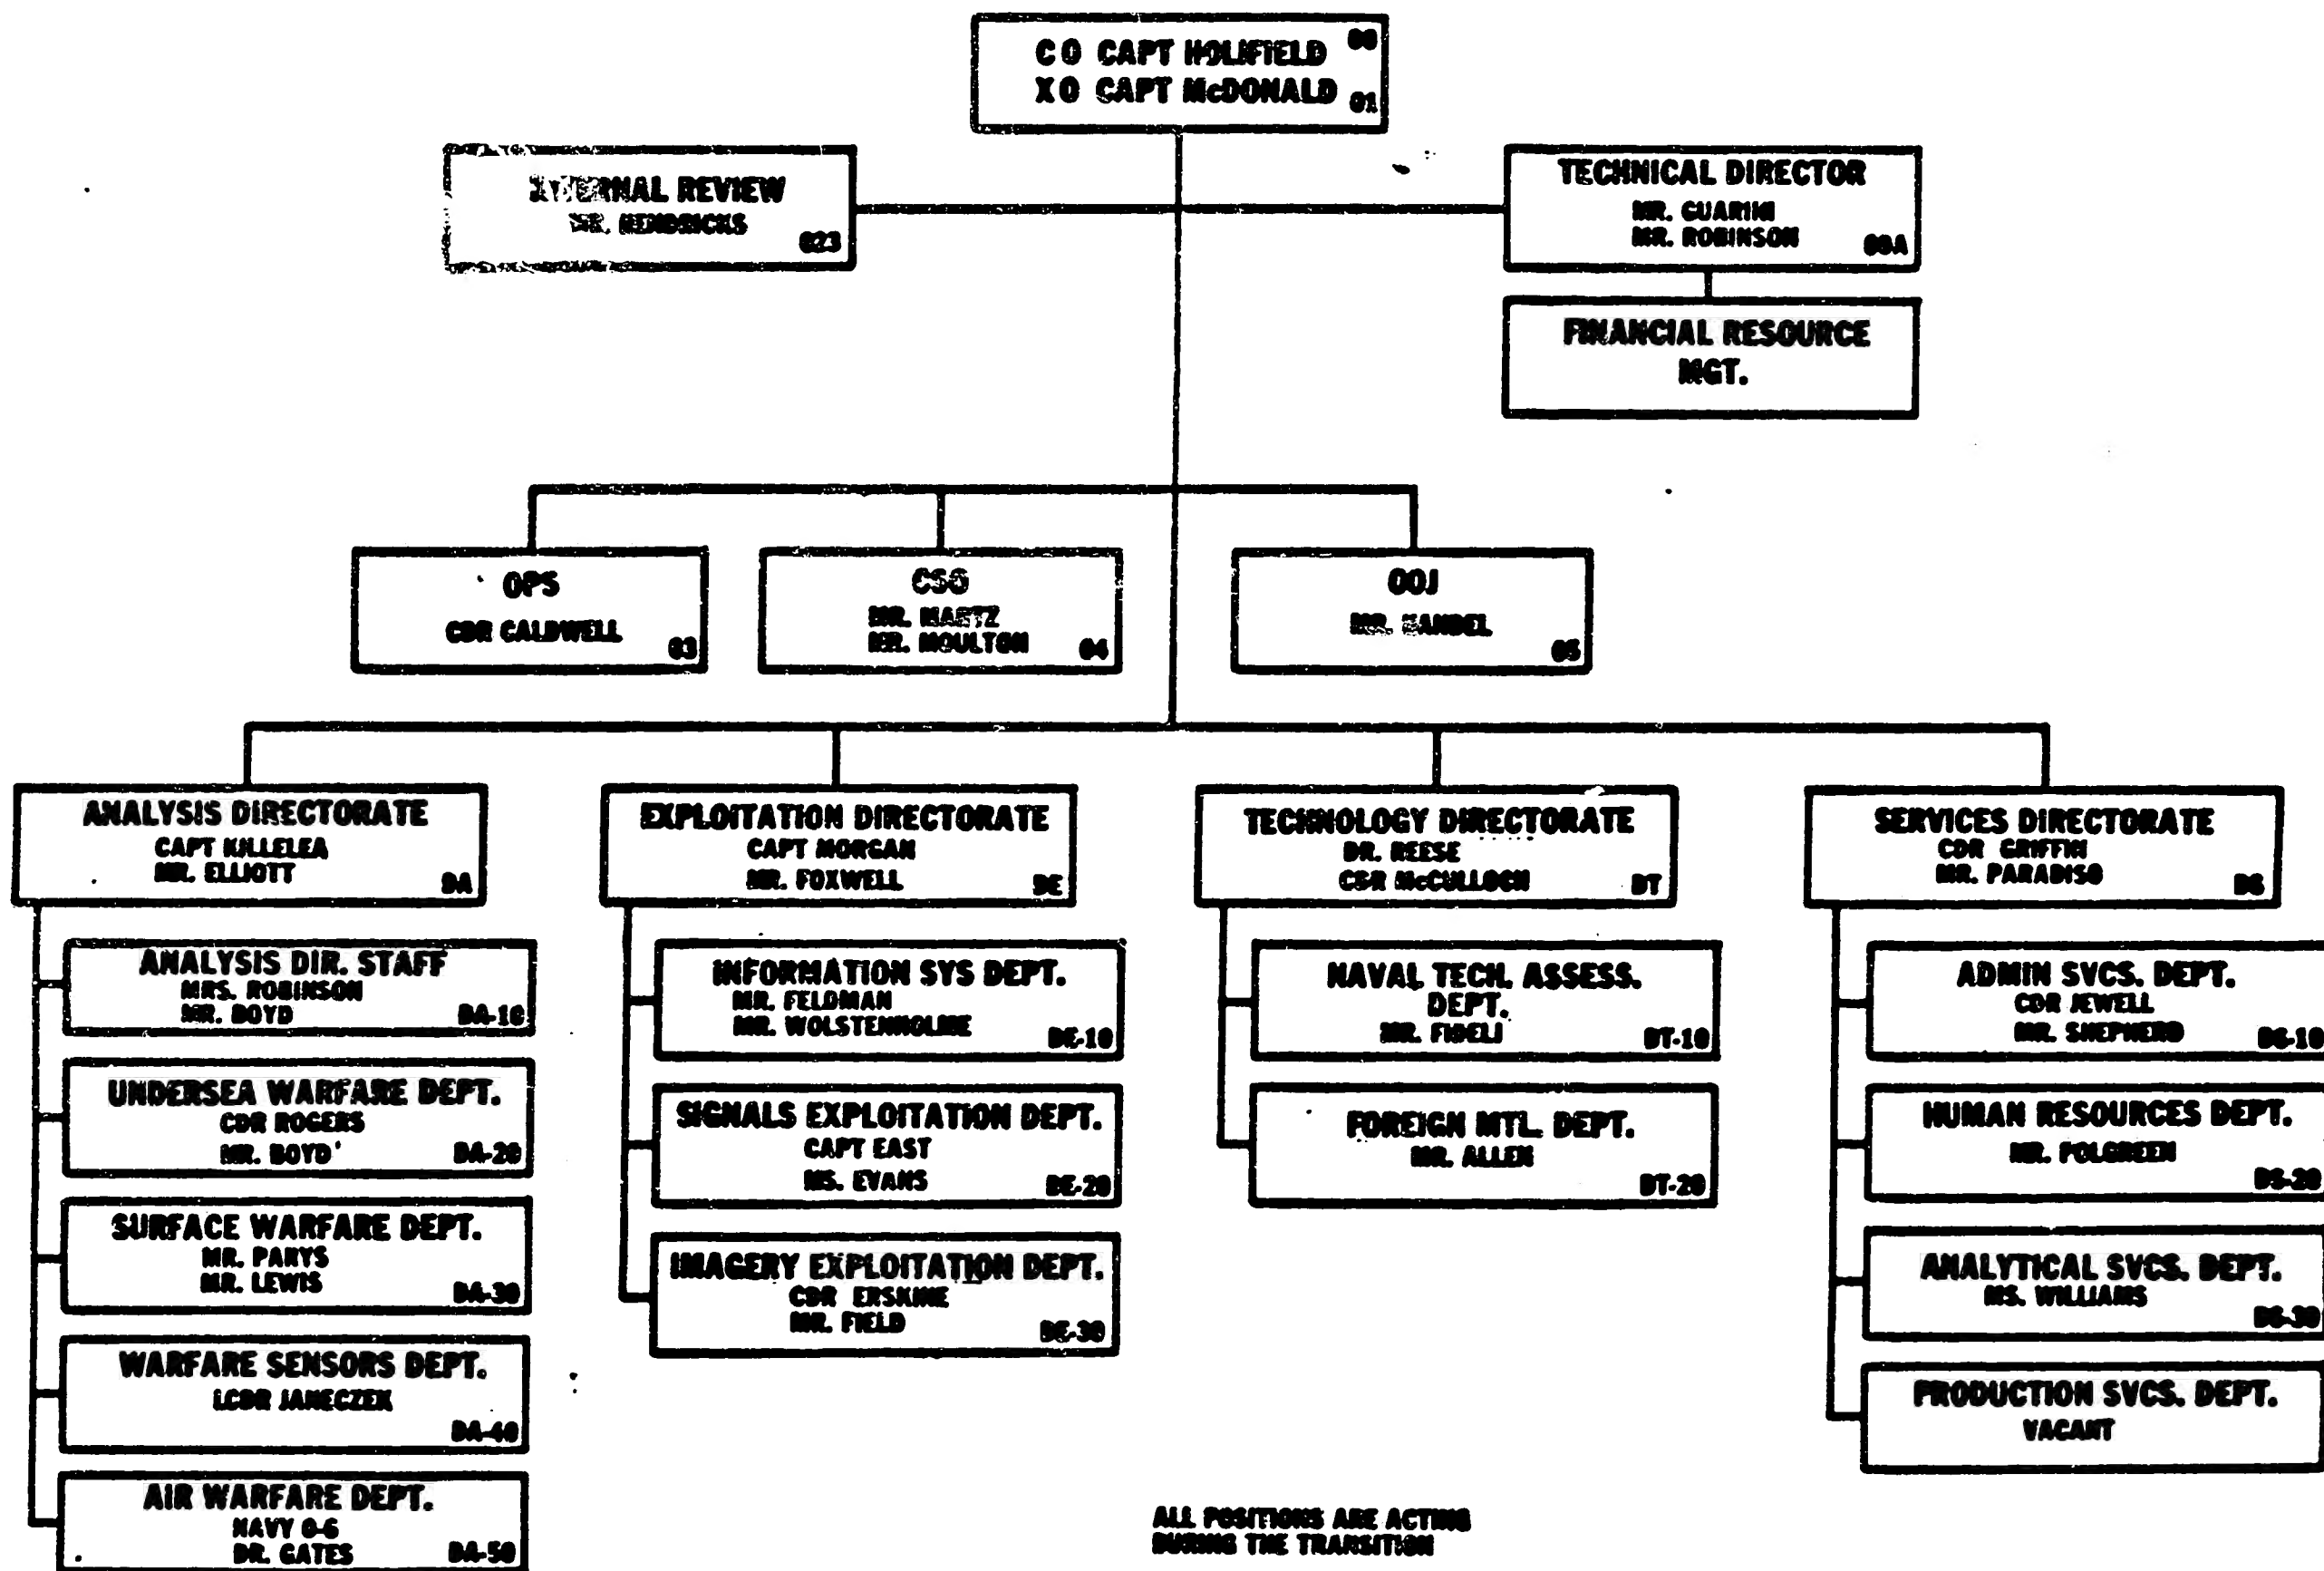 CO CAPT HOLIFIELD 00
XO CAPT McDONALD 01
INTERNAL REVIEW
MR. HENDRICKS
023
TECHNICAL DIRECTOR
MR. GUARINI
MR. ROBINSON
00A
FINANCIAL RESOURCE
MGT.
OPS
CDR CALDWELL
03
CSO
MR. MARTZ
MR. MOULTON 04
OOJ
MR.
05
ANALYSIS DIRECTORATE
CAPT KILLELEA
MR. ELLIOTT DA
EXPLOITATION DIRECTORATE
CAPT MORGAN
MR. FOXWELL DE
TECHNOLOGY DIRECTORATE
DR. REESE
CDR McCULLOCH DT
SERVICES DIRECTORATE
CDR GRIFFIN
MR. PARADISO DS
ANALYSIS DIR. STAFF
MRS. ROBINSON
MR. BOYD DA-10
UNDERSEA WARFARE DEPT.
CDR ROGERS
MR. BOYD DA-20
SURFACE WARFARE DEPT.
MR. PARYS
MR. LEWIS DA-30
WARFARE SENSORS DEPT.
LCDR JANECZEK
DA-40
AIR WARFARE DEPT.
NAVY O-6
DR. GATES DA-50
INFORMATION SYS DEPT.
MR. FELDMAN
MR. WOLSTENHOLME
DE-10
SIGNALS EXPLOITATION DEPT.
CAPT EAST
MS. EVANS DE-20
IMAGERY EXPLOITATION DEPT.
CDR ERSKINE
MR. FIELD DE-30
NAVAL TECH. ASSESS.
DEPT.
MR. FIDELI DT-10
FOREIGN MTL. DEPT.
MR. ALLEN
DT-20
ADMIN SVCS. DEPT.
CDR JEWELL
MR. SHEPHERD DS-10
HUMAN RESOURCES DEPT.
MR. POLGREEN
DS-20
ANALYTICAL SVCS. DEPT.
MS. WILLIAMS
DS-30
PRODUCTION SVCS. DEPT.
VACANT
ALL POSITIONS ARE ACTING
DURING THE TRANSITION